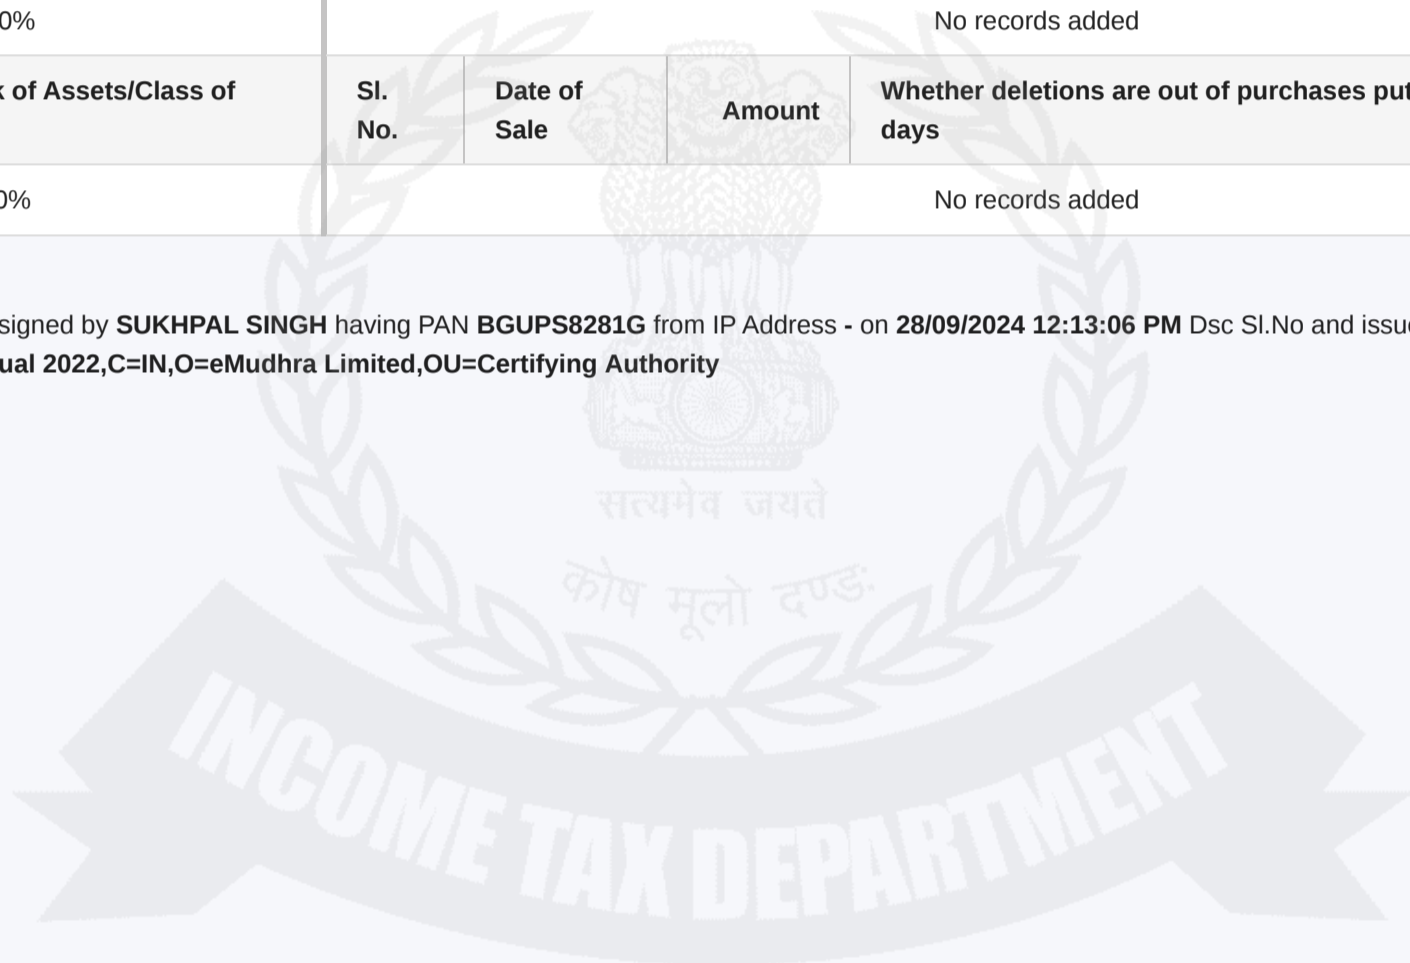 0%
No records added
of Assets/Class of
Sl. No.
Date of Sale
Amount
Whether deletions are out of purchases put
days
0%
No records added
signed by SUKHPAL SINGH having PAN BGUPS8281G from IP Address - on 28/09/2024 12:13:06 PM Dsc Sl.No and issu
ual 2022,C=IN,O=eMudhra Limited,OU=Certifying Authority
सत्यमेव जयते
कोष मूलो दण्डः
INCOME TAX DEPARTMENT